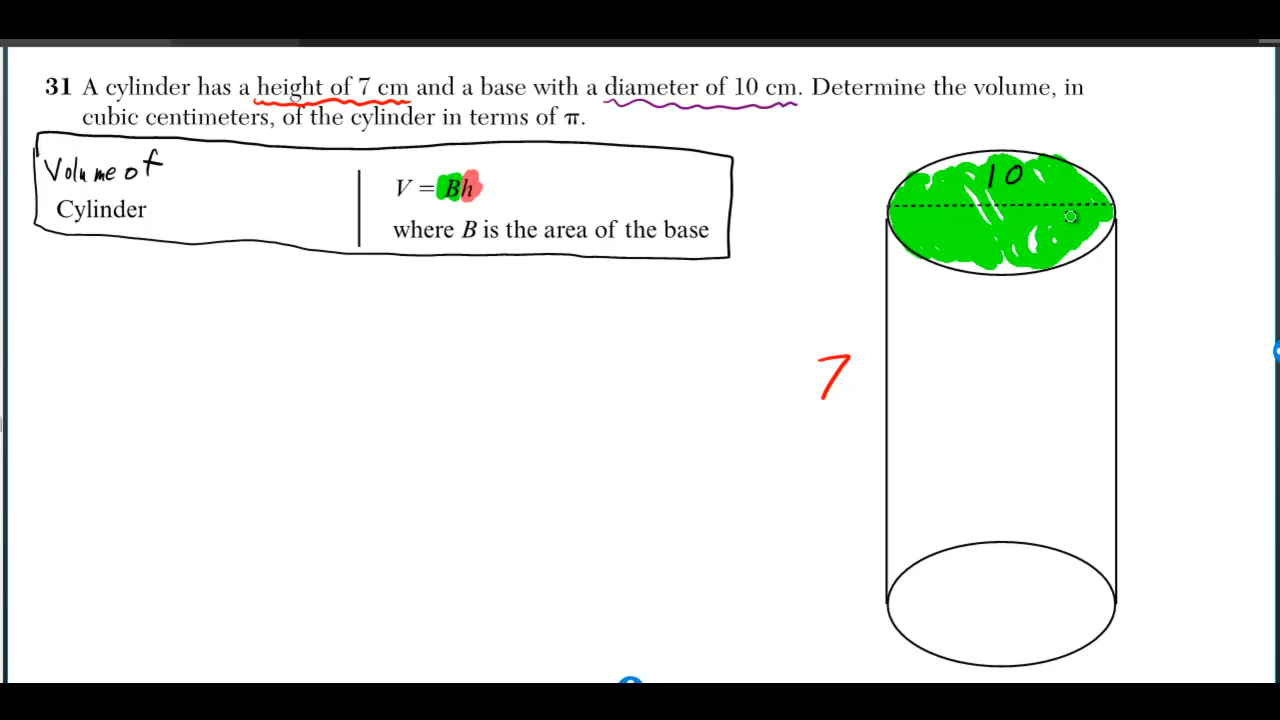 31 A cylinder has a height of 7 cm and a base with a diameter of 10 cm. Determine the volume, in
cubic centimeters, of the cylinder in terms of π.
Volume of
Cylinder
V = Bh
where B is the area of the base
10
7